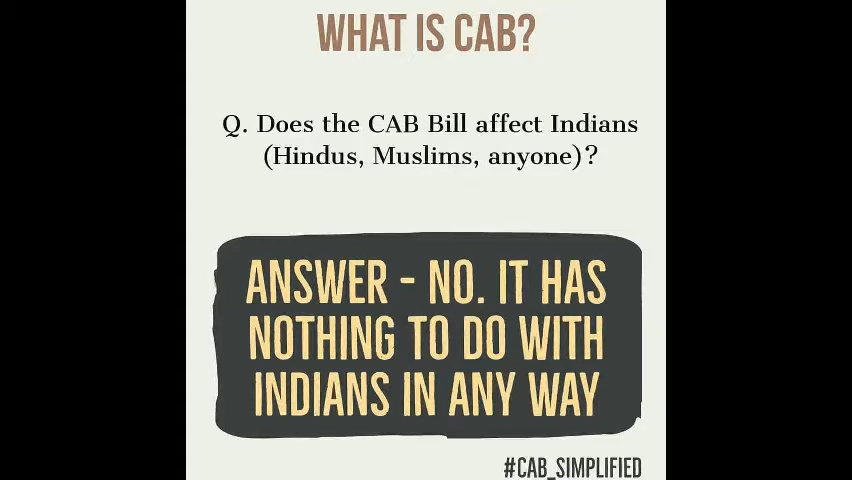 WHAT IS CAB?
Q. Does the CAB Bill affect Indians
(Hindus, Muslims, anyone)?
ANSWER - NO. IT HAS
NOTHING TO DO WITH
INDIANS IN ANY WAY
#CAB_SIMPLIFIED